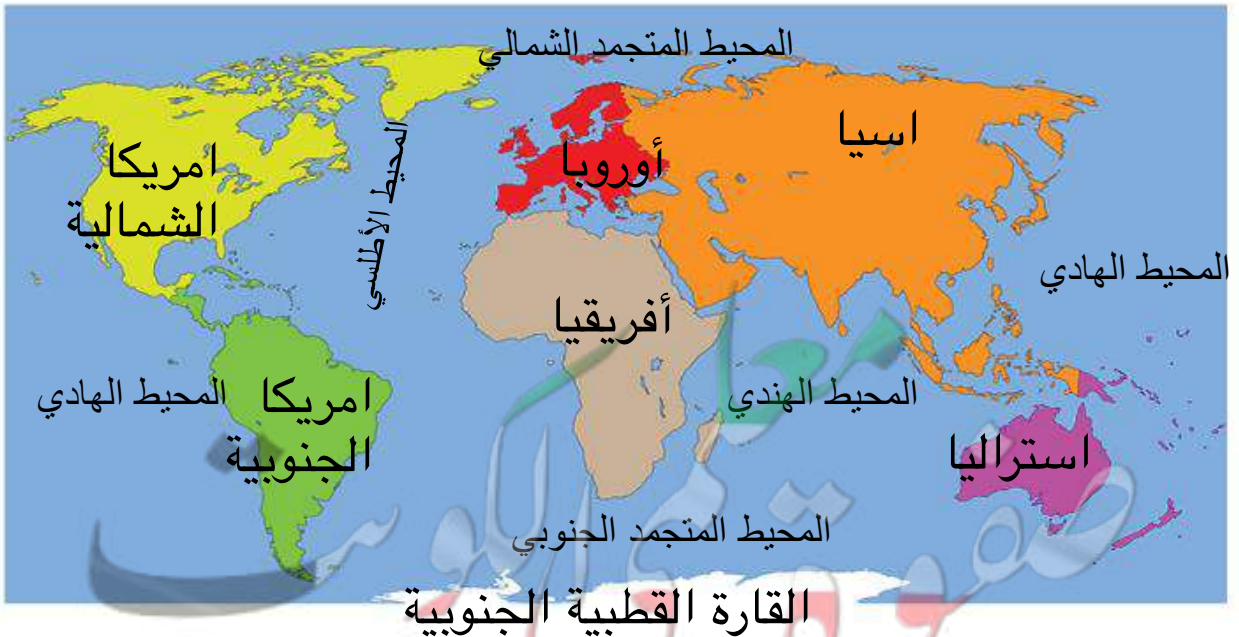 المحيط المتجمد الشمالي
اسيا
أوروبا
امريكا
الشمالية
المحيط الأطلسي
المحيط الهادي
أفريقيا
المحيط الهندي
امريكا
الجنوبية
المحيط الهادي
استراليا
المحيط المتجمد الجنوبي
القارة القطبية الجنوبية